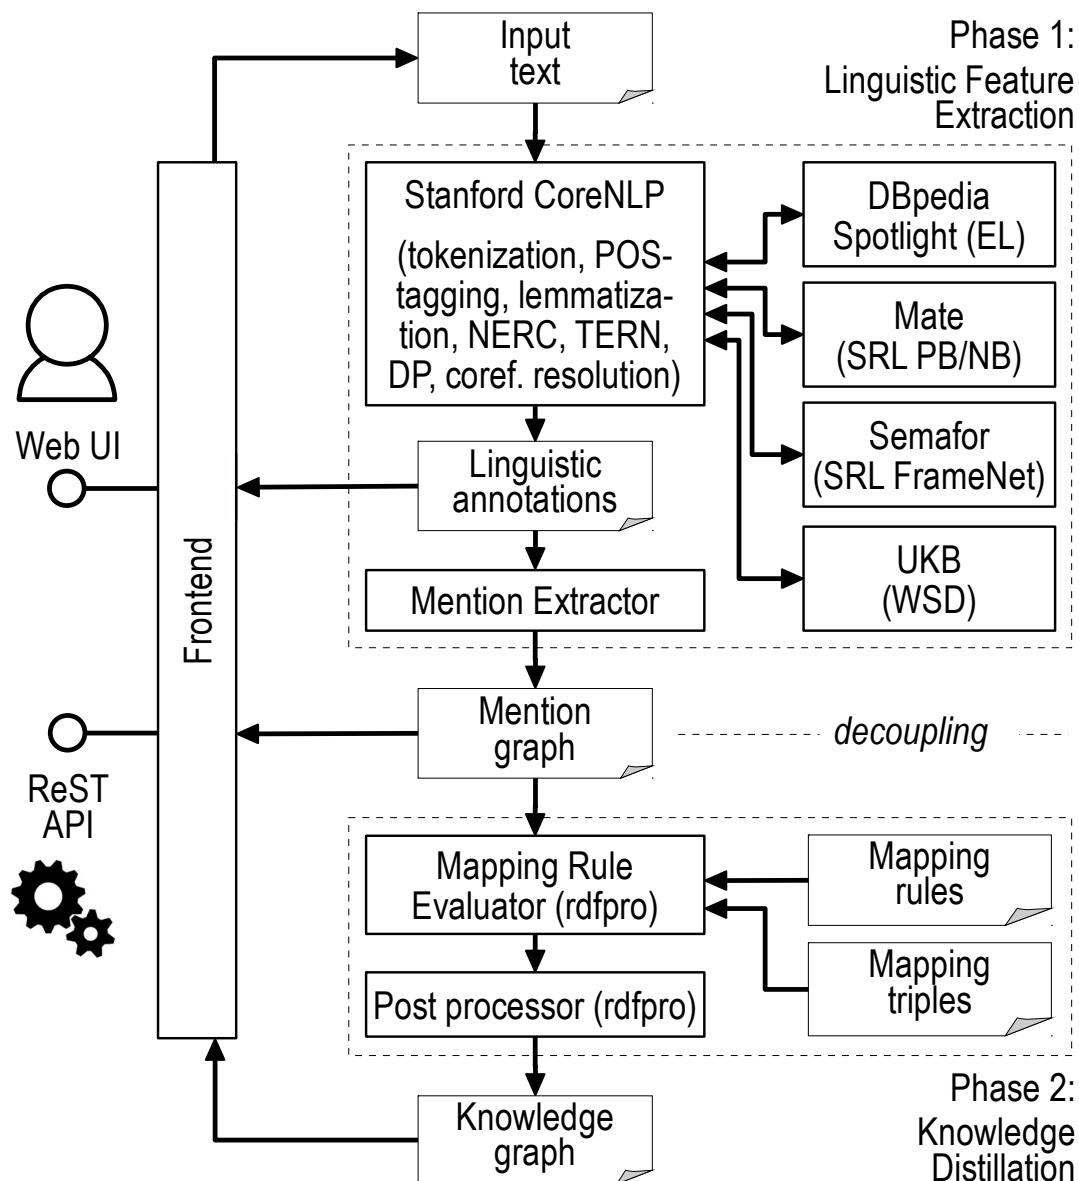 Input
text
Phase 1:
Linguistic Feature
Extraction
Stanford CoreNLP
(tokenization, POS-
tagging, lemmatiza-
tion, NERC, TERN,
DP, coref. resolution)
DBpedia
Spotlight (EL)
Mate
(SRL PB/NB)
Semafor
(SRL FrameNet)
UKB
(WSD)
Web UI
Linguistic
annotations
Mention Extractor
Frontend
Mention
graph
decoupling
ReST
API
Mapping Rule
Evaluator (rdfpro)
Mapping
rules
Mapping
triples
Post processor (rdfpro)
Knowledge
graph
Phase 2:
Knowledge
Distillation